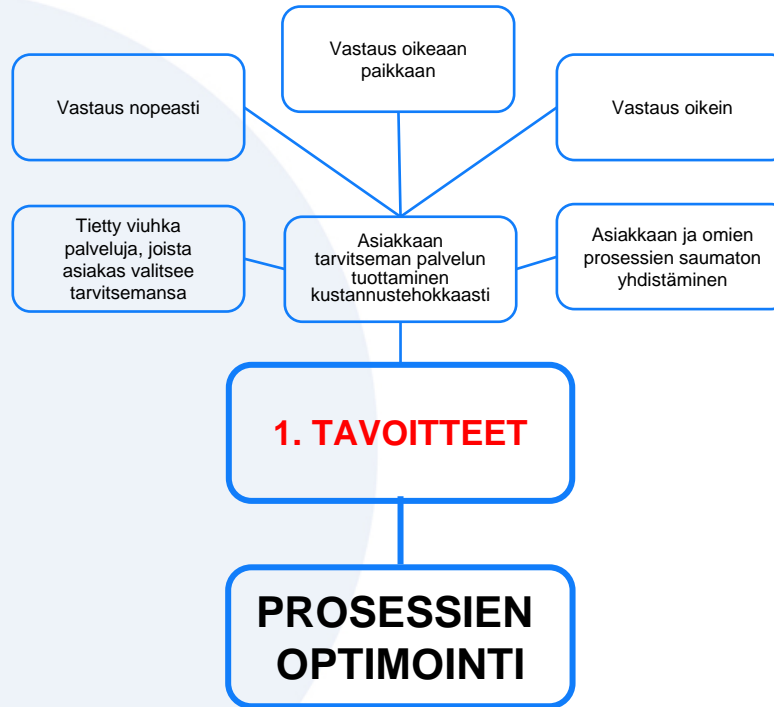 Vastaus oikeaan
paikkaan
Vastaus nopeasti
Vastaus oikein
Tietty viuhka
palveluja, joista
asiakas valitsee
tarvitsemansa
Asiakkaan
tarvitseman palvelun
tuottaminen
kustannustehokkaasti
Asiakkaan ja omien
prosessien saumaton
yhdistäminen
1. TAVOITTEET
PROSESSIEN
OPTIMOINTI